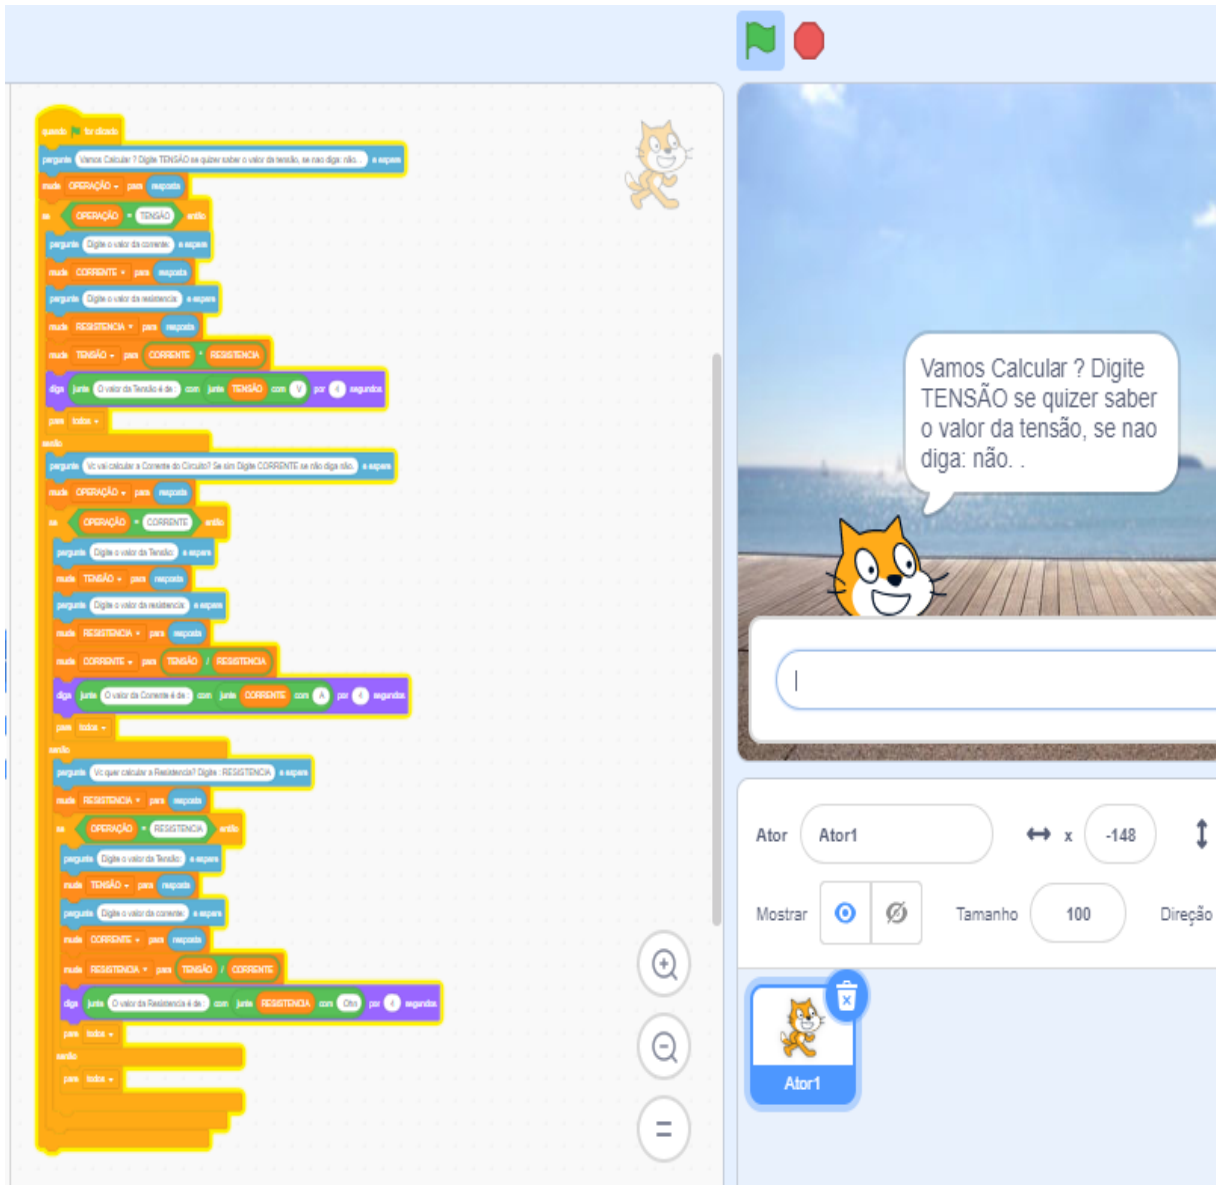 quando for clicado
pergunte Vamos Calcular ? Digite TENSÃO se quizer saber o valor da tensão, se nao diga: não. . e espere
mude OPERAÇÃO para resposta
se OPERAÇÃO = TENSÃO então
pergunte Digite o valor da corrente: e espere
mude CORRENTE para resposta
pergunte Digite o valor da resistencia: e espere
mude RESISTENCIA para resposta
mude TENSÃO para CORRENTE * RESISTENCIA
diga junte O valor da Tensão é de : com junte TENSÃO com V por 4 segundos
pare todos
senão
pergunte Vc vai calcular a Corrente do Circuito? Se sim Digite CORRENTE se não diga não. e espere
mude OPERAÇÃO para resposta
se OPERAÇÃO = CORRENTE então
pergunte Digite o valor da Tensão: e espere
mude TENSÃO para resposta
pergunte Digite o valor da resistencia: e espere
mude RESISTENCIA para resposta
mude CORRENTE para TENSÃO / RESISTENCIA
diga junte O valor da Corrente é de : com junte CORRENTE com A por 4 segundos
pare todos
senão
pergunte Vc quer calcular a Resistencia? Digite : RESISTENCIA e espere
mude RESISTENCIA para resposta
se OPERAÇÃO = RESISTENCIA então
pergunte Digite o valor da Tensão: e espere
mude TENSÃO para resposta
pergunte Digite o valor da corrente: e espere
mude CORRENTE para resposta
mude RESISTENCIA para TENSÃO / CORRENTE
diga junte O valor da Resistencia é de : com junte RESISTENCIA com por 4 segundos
pare todos
senão
pare todos
Vamos Calcular ? Digite
TENSÃO se quizer saber
o valor da tensão, se nao
diga: não. .
Ator Ator1 x -148
Mostrar Tamanho 100 Direção
Ator1